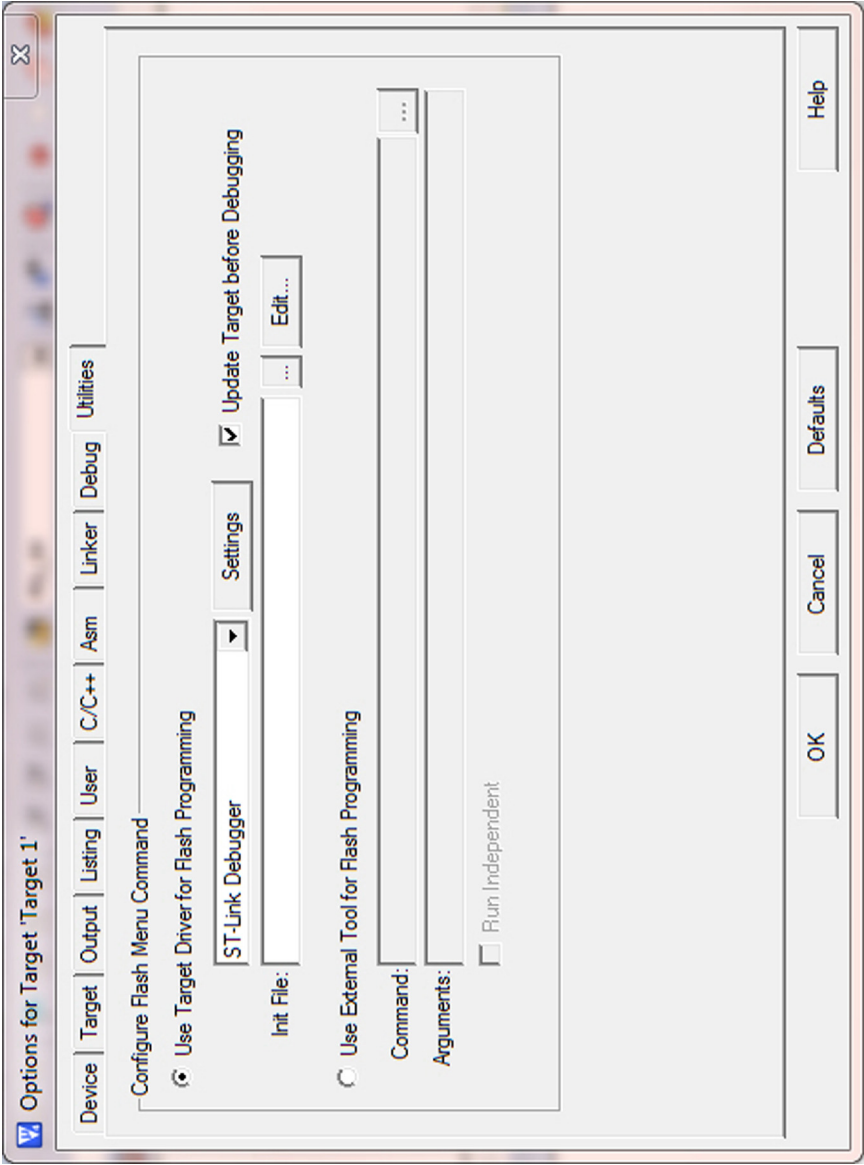 Options for Target 'Target 1'
Device Target Output Listing User C/C++ Asm Linker Debug Utilities
Configure Flash Menu Command
Use Target Driver for Flash Programming
ST-Link Debugger Settings Update Target before Debugging
Init File: ... Edit...
Use External Tool for Flash Programming
Command: ...
Arguments:
Run Independent
OK Cancel Defaults Help